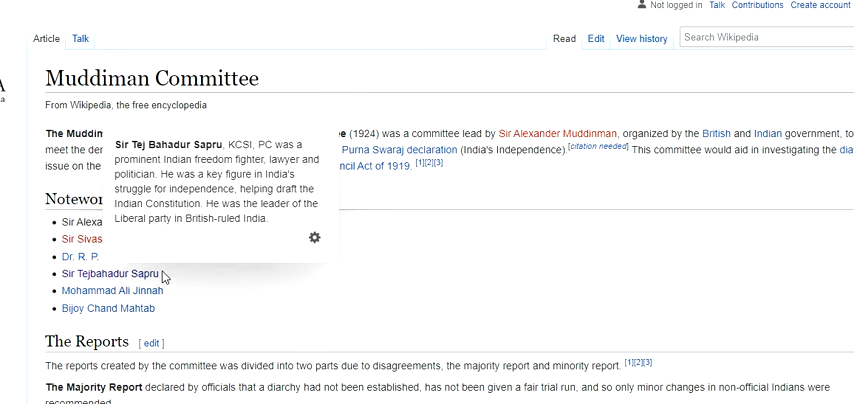 Not logged in Talk Contributions Create account
Article Talk Read Edit View history Search Wikipedia
Muddiman Committee
From Wikipedia, the free encyclopedia
The Muddim
ee (1924) was a committee lead by Sir Alexander Muddinman, organized by the British and Indian government, to
meet the der
Purna Swaraj declaration (India's Independence).[citation needed] This committee would aid in investigating the dia
issue on the
ncil Act of 1919. [1][2][3]
Sir Tej Bahadur Sapru, KCSI, PC was a
prominent Indian freedom fighter, lawyer and
politician. He was a key figure in India's
struggle for independence, helping draft the
Indian Constitution. He was the leader of the
Liberal party in British-ruled India.
Notewor
Sir Alexa
Sir Sivas
Dr. R. P.
Sir Tejbahadur Sapru
Mohammad Ali Jinnah
Bijoy Chand Mahtab
The Reports [ edit ]
The reports created by the committee was divided into two parts due to disagreements, the majority report and minority report. [1][2][3]
The Majority Report declared by officials that a diarchy had not been established, has not been given a fair trial run, and so only minor changes in non-official Indians were
recommended